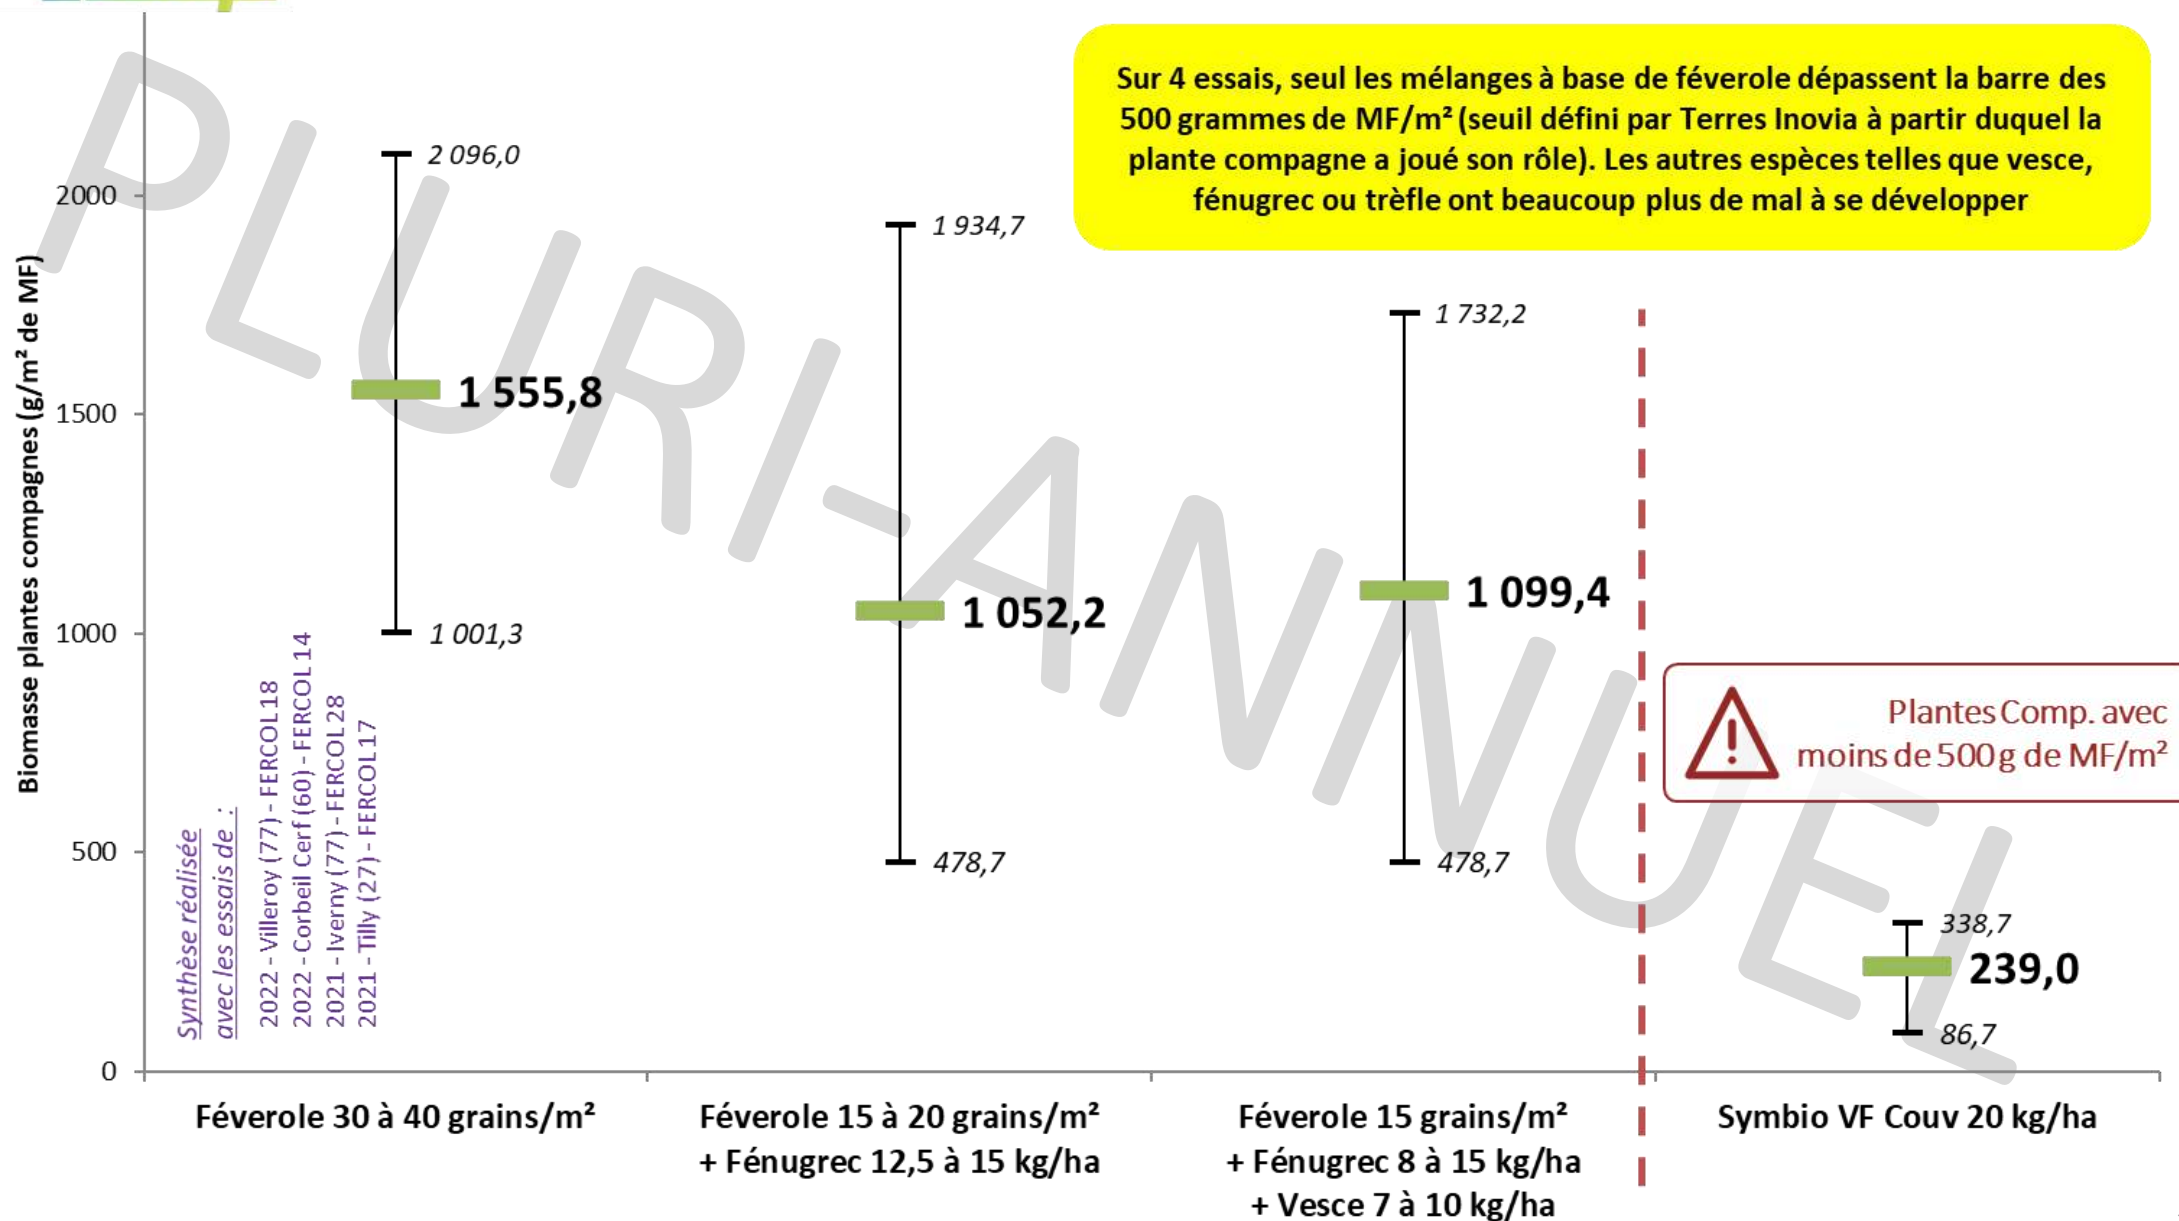 Sur 4 essais, seul les mélanges à base de féverole dépassent la barre des
500 grammes de MF/m² (seuil défini par Terres Inovia à partir duquel la
plante compagne a joué son rôle). Les autres espèces telles que vesce,
fénugrec ou trèfle ont beaucoup plus de mal à se développer
PLURI-ANNUEL
Biomasse plantes compagnes (g/m² de MF)
2000
1500
1000
500
0
2 096,0
1 555,8
1 001,3
1 934,7
1 052,2
478,7
1 732,2
1 099,4
478,7
338,7
239,0
86,7
Plantes Comp. avec
moins de 500 g de MF/m²
Synthèse réalisée
avec les essais de :
2022 - Villeroy (77) - FERCOL18
2022 - Corbeil Cerf (60) - FERCOL 14
2021 - Iverny (77) - FERCOL 28
2021 - Tilly (27) - FERCOL17
Féverole 30 à 40 grains/m²
Féverole 15 à 20 grains/m²
+ Fénugrec 12,5 à 15 kg/ha
Féverole 15 grains/m²
+ Fénugrec 8 à 15 kg/ha
+ Vesce 7 à 10 kg/ha
Symbio VF Couv 20 kg/ha